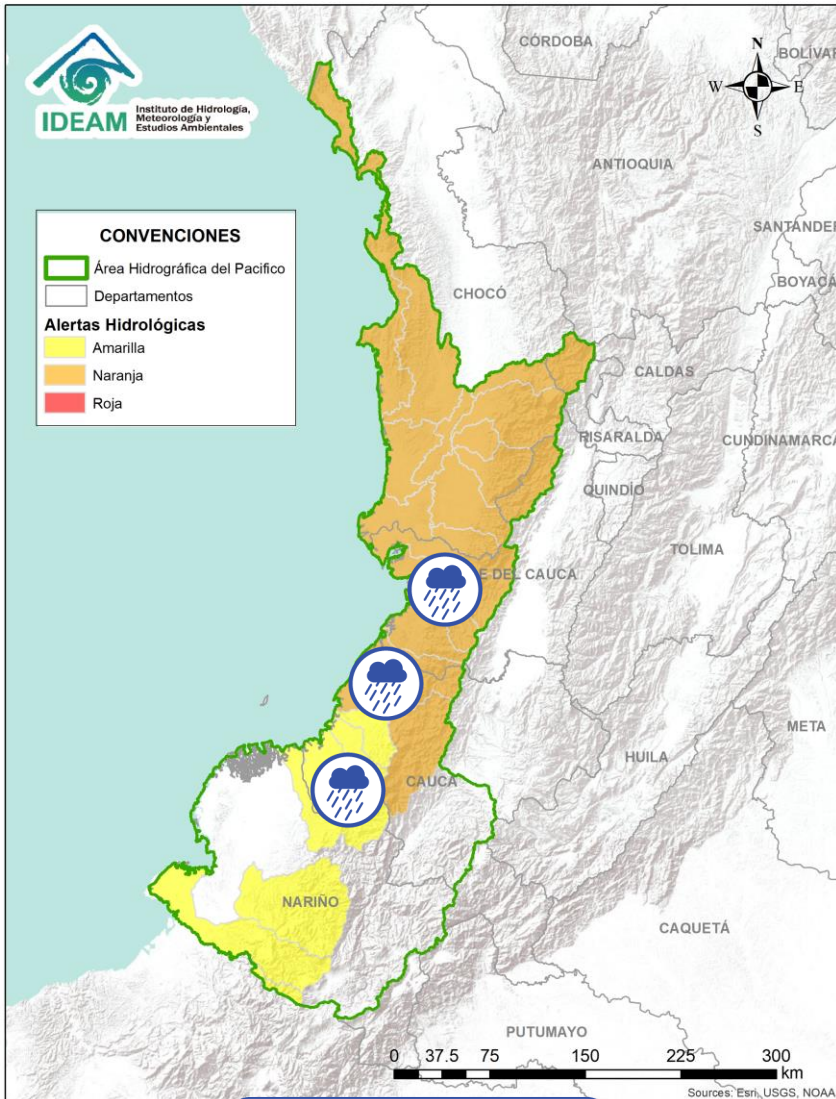 IDEAM
Instituto de Hidrología,
Meteorología y
Estudios Ambientales
N
W E
S
CÓRDOBA
BOLÍVAR
ANTIOQUIA
SANTANDER
BOYACÁ
CHOCÓ
CONVENCIONES
Área Hidrográfica del Pacifico
Departamentos
Alertas Hidrológicas
Amarilla
Naranja
Roja
CALDAS
RISARALDA
CUNDINAMARCA
QUINDÍO
TOLIMA
E DEL CAUCA
META
HUILA
CAUCA
NARIÑO
CAQUETÁ
PUTUMAYO
0 37.5 75 150 225 300
km
Sources: Esri, USGS, NOAA